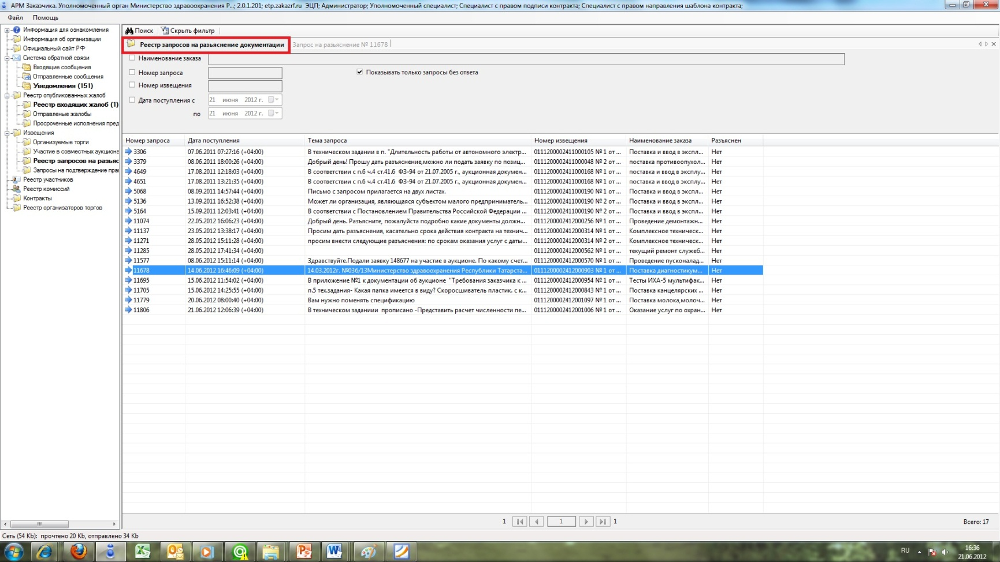 АРМ Заказчика. Уполномоченный орган Министерство здравоохранения Р...; 2.0.1.201; etp.zakazrf.ru ЭЦП; Администратор; Уполномоченный специалист; Специалист с правом подписи контракта; Специалист с правом направления шаблона контракта;
Файл Помощь
Информация для ознакомления
Информация об организации
Официальный сайт РФ
Система обратной связи
Входящие сообщения
Отправленные сообщения
Уведомления (151)
Реестр опубликованных жалоб
Реестр входящих жалоб (1)
Отправленые жалобы
Просроченные исполнения пред
Извещения
Организуемые торги
Участие в совместных аукциона
Реестр запросов на разъяс
Запросы на подтверждение пра
Реестр участников
Реестр комиссий
Контракты
Реестр организаторов торгов
Поиск Скрыть фильтр
Реестр запросов на разъяснение документации Запрос на разъяснение № 11678
Наименование заказа
Номер запроса Показывать только запросы без ответа
Номер извещения
Дата поступления с 21 июня 2012 г.
по 21 июня 2012 г.
Номер запроса Дата поступления Тема запроса Номер извещения Наименование заказа Разъяснен
3306 07.06.2011 07:27:16 (+04:00) В техническом задании в п. "Длительность работы от автономного электр... 0111200002411000105 № 1 от ... Поставка и ввод в экспл... Нет
3379 08.06.2011 18:00:26 (+04:00) Добрый день! Прошу дать разъяснение,можно ли подать заявку по позиц... 0111200002411000048 № 2 от ... поставка противоопухол... Нет
4649 17.08.2011 12:18:03 (+04:00) В соответствии с п.6 ч.4 ст.41.6 ФЗ-94 от 21.07.2005 г., аукционная докумен... 0111200002411000168 № 1 от ... поставка и ввод в эксплу... Нет
4651 17.08.2011 13:21:35 (+04:00) В соответствии с п.6 ч.4 ст.41.6 ФЗ-94 от 21.07.2005 г., аукционная докумен... 0111200002411000168 № 1 от ... поставка и ввод в эксплу... Нет
5068 08.09.2011 14:57:44 (+04:00) Письмо с запросом прилагается на двух листах. 0111200002411000190 № 1 от ... Поставка и ввод в экспл... Нет
5136 13.09.2011 16:52:38 (+04:00) Может ли организация, являющаяся субъектом малого предприниматель... 0111200002411000190 № 2 от ... Поставка и ввод в экспл... Нет
5164 15.09.2011 12:03:41 (+04:00) В соответствии с Постановлением Правительства Российской Федерации ... 0111200002411000190 № 2 от ... Поставка и ввод в экспл... Нет
11074 22.05.2012 16:06:23 (+04:00) Добрый день. Разъясните, пожалуйста подробно какие документы должн... 0111200002412000256 № 1 от ... Проведение демонтажн... Нет
11137 23.05.2012 13:38:17 (+04:00) Просим дать разъяснения, касательно срока действия контракта на технич... 0111200002412000314 № 1 от ... Комплексное техническ... Нет
11271 28.05.2012 15:11:28 (+04:00) просим внести следующие разъяснения: по срокам оказания услуг с даты... 0111200002412000314 № 2 от ... Комплексное техническ... Нет
11285 28.05.2012 17:41:34 (+04:00) 0111200002412000562 № 1 от ... текущий ремонт служеб... Нет
11577 08.06.2012 15:11:14 (+04:00) Здравствуйте.Подали заявку 148677 на участие в аукционе. По какому счет... 0111200002412000570 № 1 от ... Проведение пусконалад... Нет
11678 14.06.2012 16:46:09 (+04:00) 14.03.2012г. №036/13Министерство здравоохранения Республики Татарста... 0111200002412000903 № 1 от ... Поставка диагностикум... Нет
11695 15.06.2012 11:54:02 (+04:00) В приложение №1 к документации об аукционе "Требования заказчика к ... 0111200002412000954 № 1 от ... Тесты ИХА-5 мультифак... Нет
11705 15.06.2012 14:25:55 (+04:00) п.5 тех.задания- Какая папка имеется в виду? Скоросшиватель пластик. с к... 0111200002412000843 № 1 от ... Поставка канцелярских ... Нет
11779 20.06.2012 08:00:40 (+04:00) Вам нужно поменять спецификацию 0111200002412001097 № 1 от ... Поставка молока,молоч... Нет
11806 21.06.2012 12:06:39 (+04:00) В техническом заданиии прописано -Представить расчет численности пе... 0111200002412001006 № 1 от ... Оказание услуг по охран... Нет
1 1 1 Всего: 17
Сеть (54 Kb): прочтено 20 Kb, отправлено 34 Kb
RU 16:36
21.06.2012